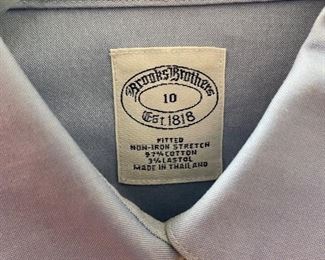 Brooks Brothers
10
Est 1818
FITTED
NON-IRON STRETCH
97% COTTON
3% LASTOL
MADE IN THAILAND